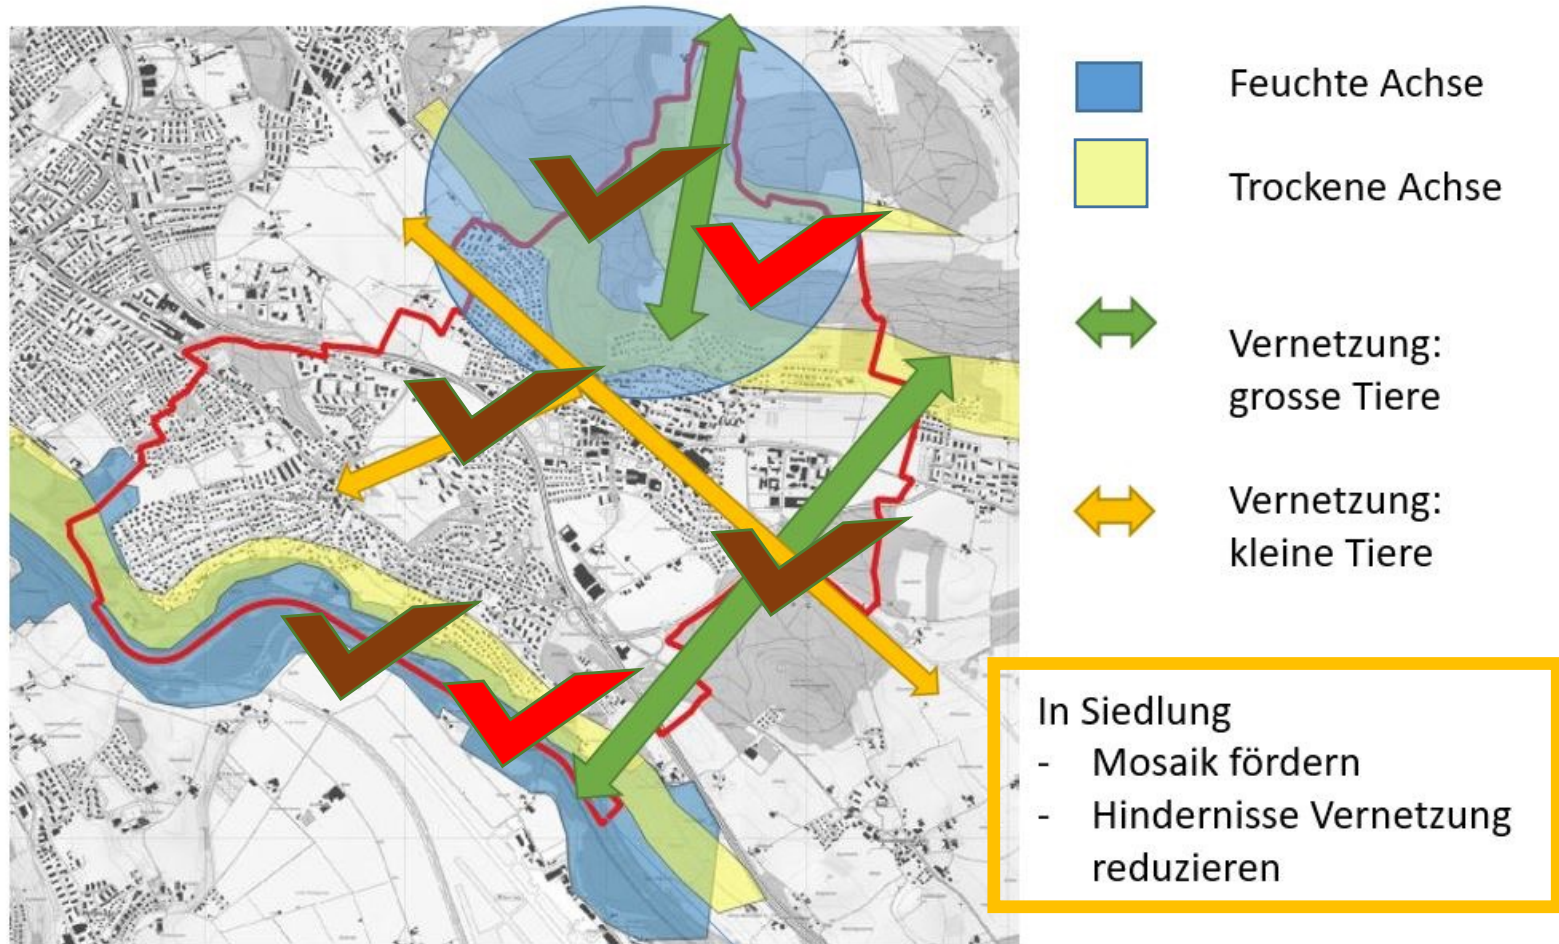 Feuchte Achse
Trockene Achse
Vernetzung:
grosse Tiere
Vernetzung:
kleine Tiere
In Siedlung
- Mosaik fördern
- Hindernisse Vernetzung
reduzieren